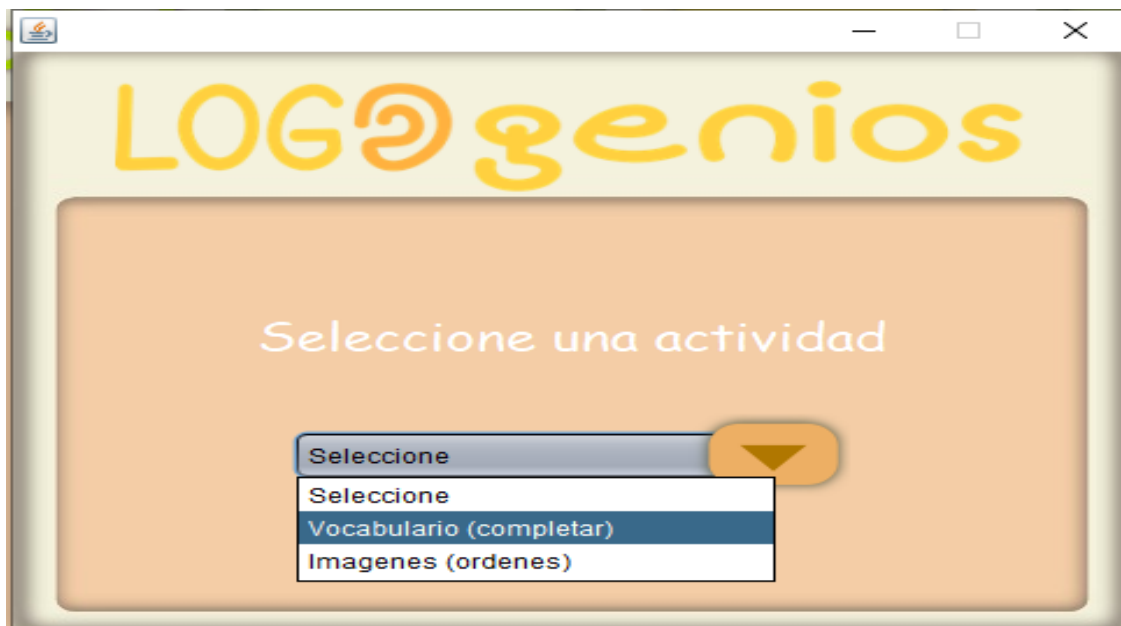 LOGOgenios
Seleccione una actividad
Seleccione
Seleccione
Vocabulario (completar)
Imagenes (ordenes)